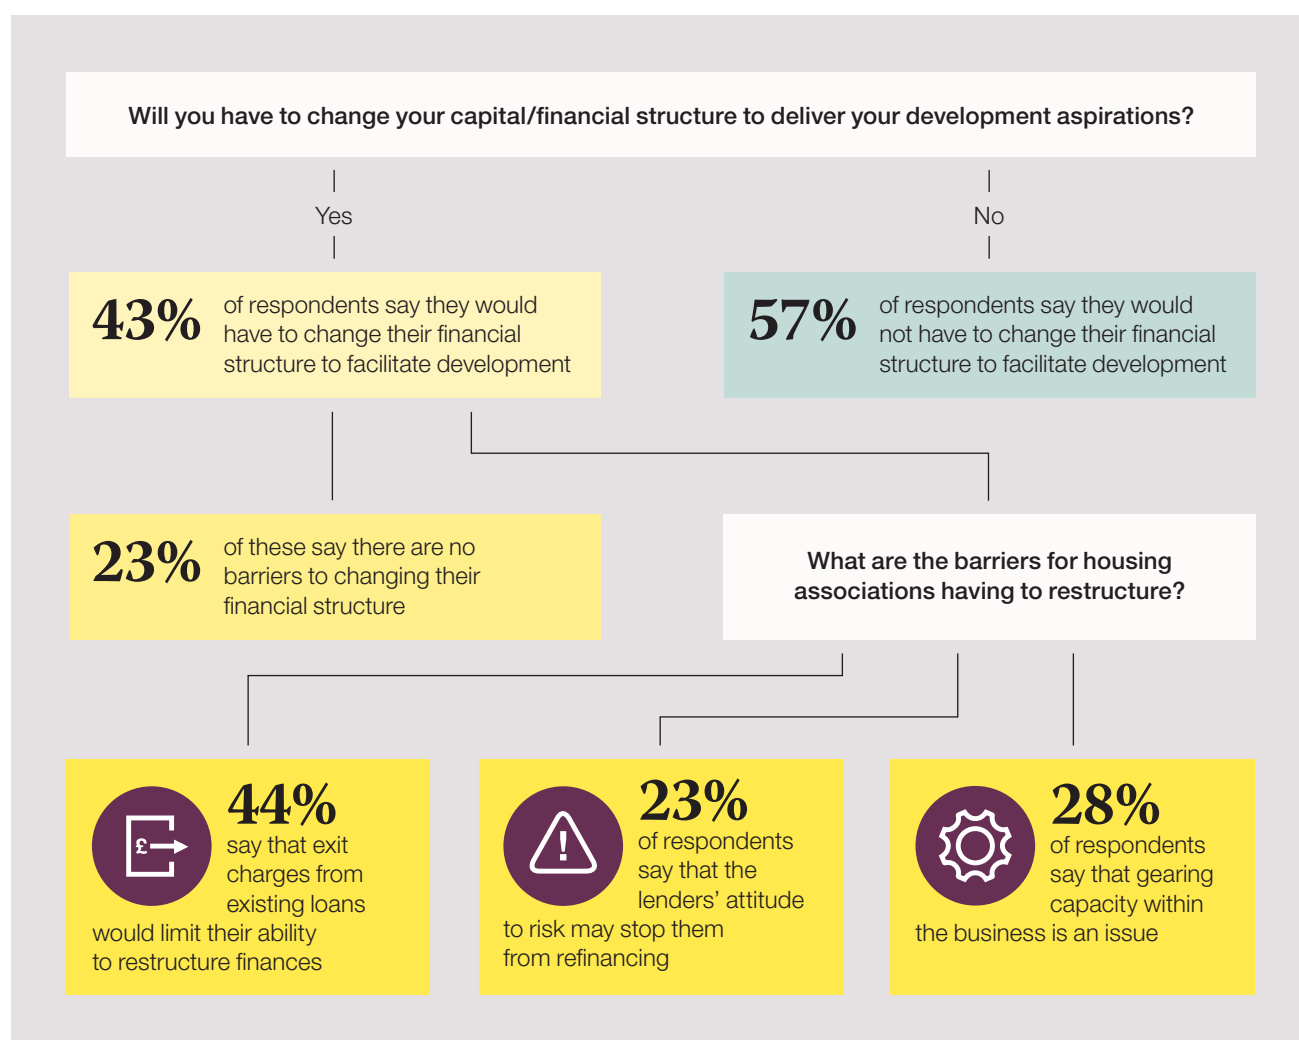 Will you have to change your capital/financial structure to deliver your development aspirations?
Yes
No
43%
of respondents say they would
have to change their financial
structure to facilitate development
57%
of respondents say they would
not have to change their financial
structure to facilitate development
23%
of these say there are no
barriers to changing their
financial structure
What are the barriers for housing
associations having to restructure?
£
44%
say that exit
charges from
existing loans
would limit their ability
to restructure finances
!
23%
of respondents
say that the
lenders’ attitude
to risk may stop them
from refinancing
28%
of respondents
say that gearing
capacity within
the business is an issue